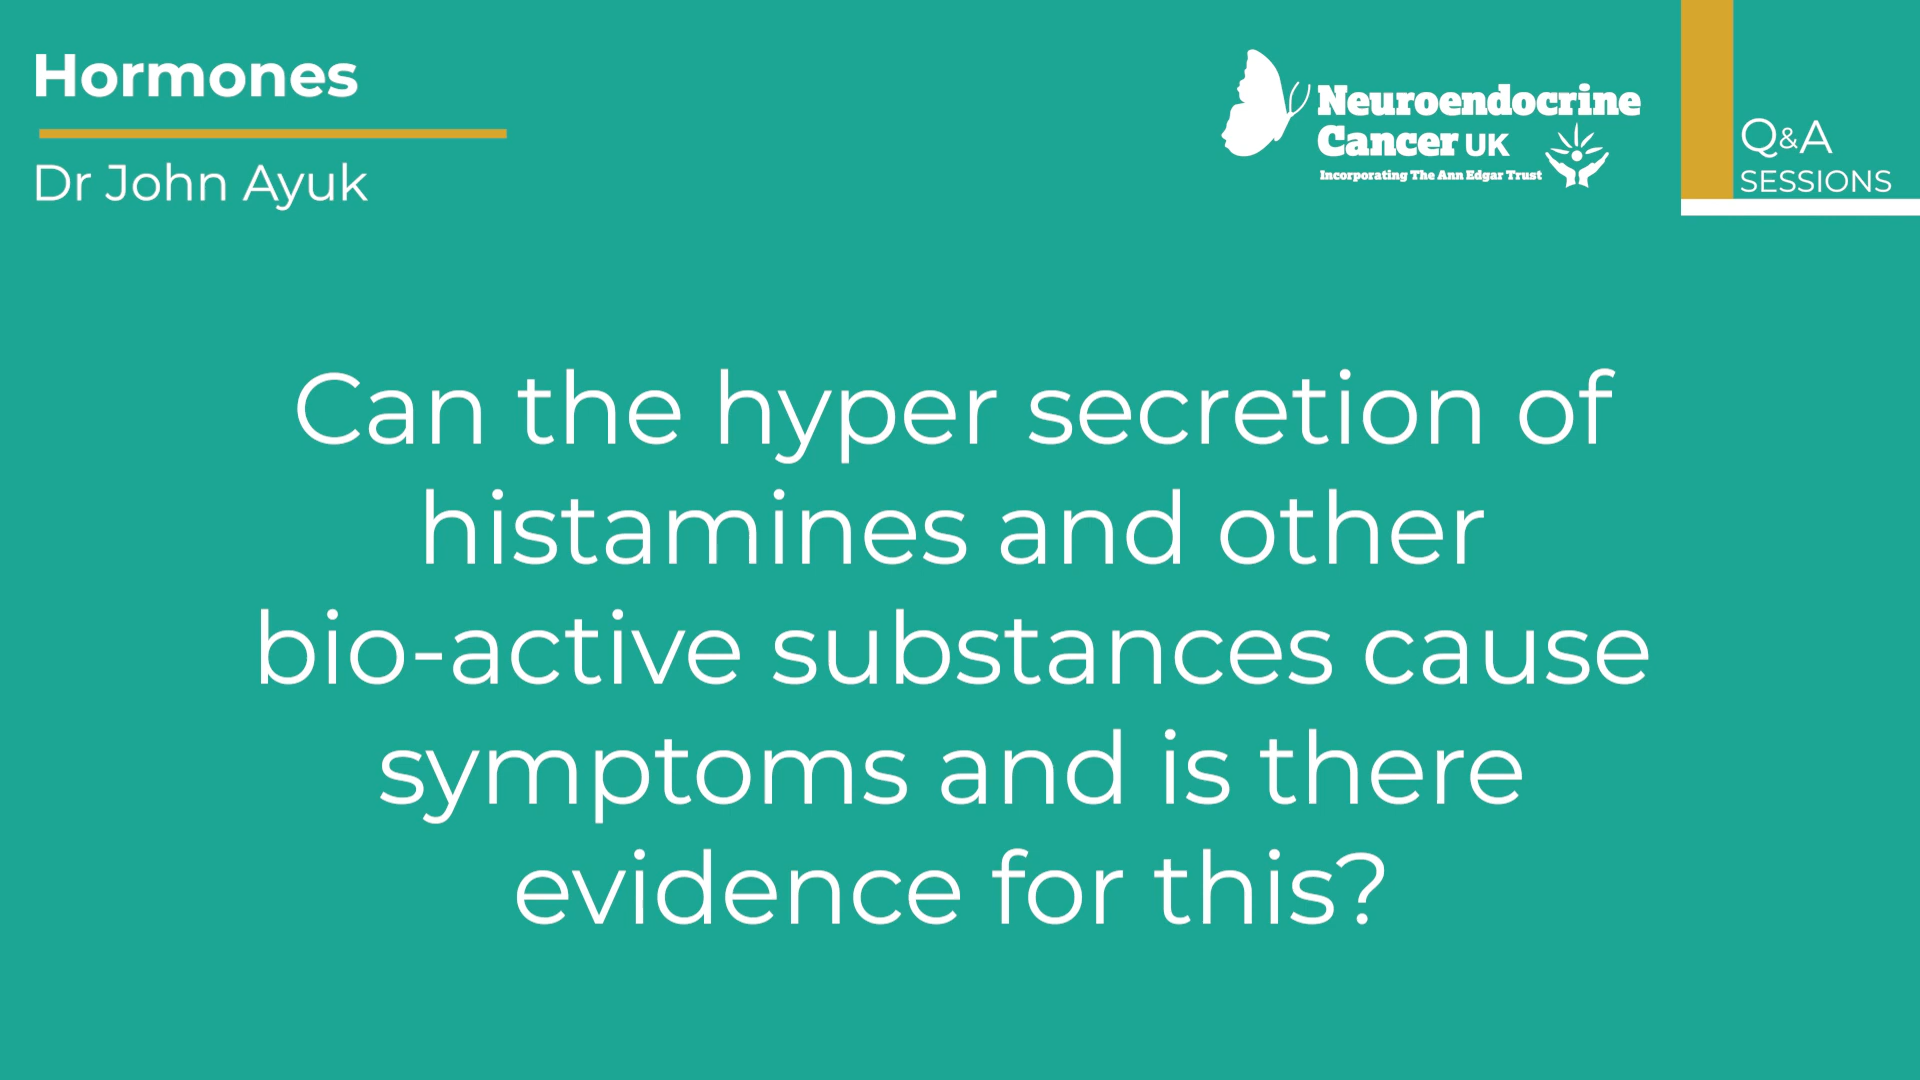 Hormones
Dr John Ayuk
Neuroendocrine
Cancer UK
Incorporating The Ann Edgar Trust
Q&A
SESSIONS
Can the hyper secretion of
histamines and other
bio-active substances cause
symptoms and is there
evidence for this?